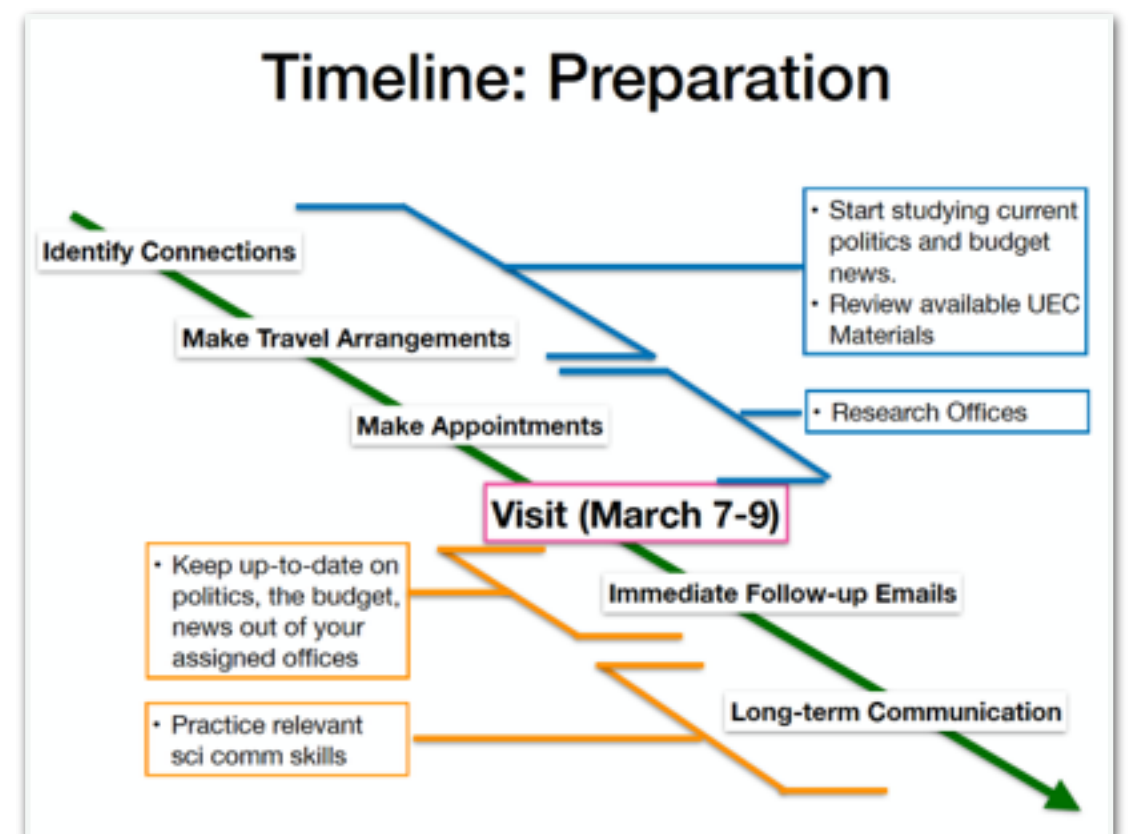 Timeline: Preparation
Identify Connections
Make Travel Arrangements
Make Appointments
• Start studying current
politics and budget
news.
• Review available UEC
Materials
• Research Offices
Visit (March 7-9)
• Keep up-to-date on
politics, the budget,
news out of your
assigned offices
• Practice relevant
sci comm skills
Immediate Follow-up Emails
Long-term Communication